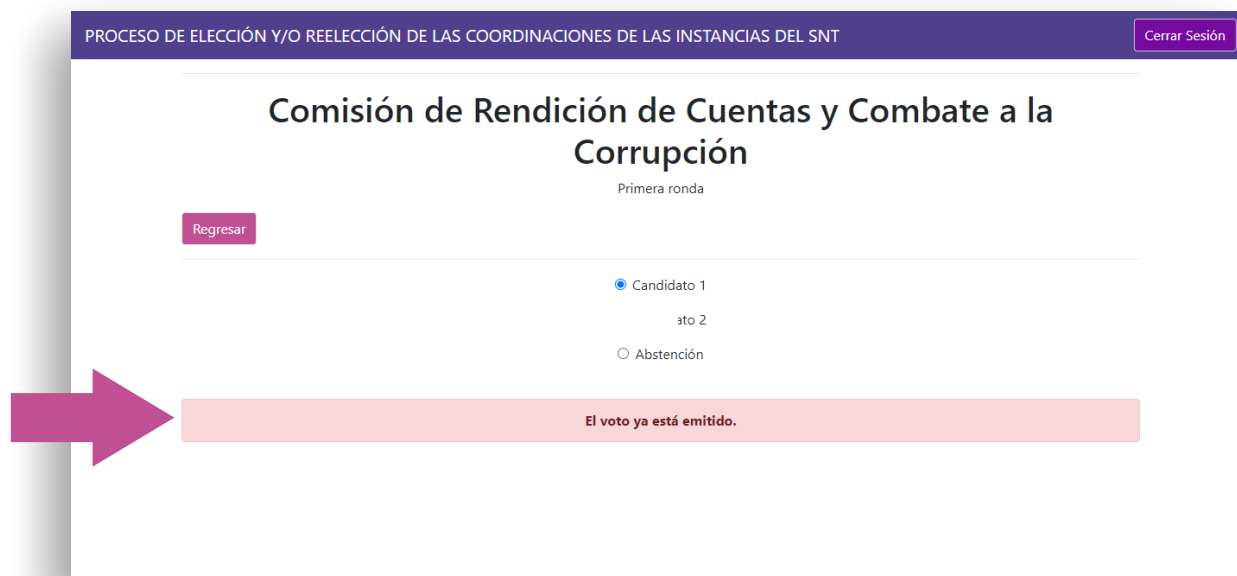 PROCESO DE ELECCIÓN Y/O REELECCIÓN DE LAS COORDINACIONES DE LAS INSTANCIAS DEL SNT
Cerrar Sesión
Comisión de Rendición de Cuentas y Combate a la
Corrupción
Primera ronda
Regresar
Candidato 1
2
Abstención
El voto ya está emitido.